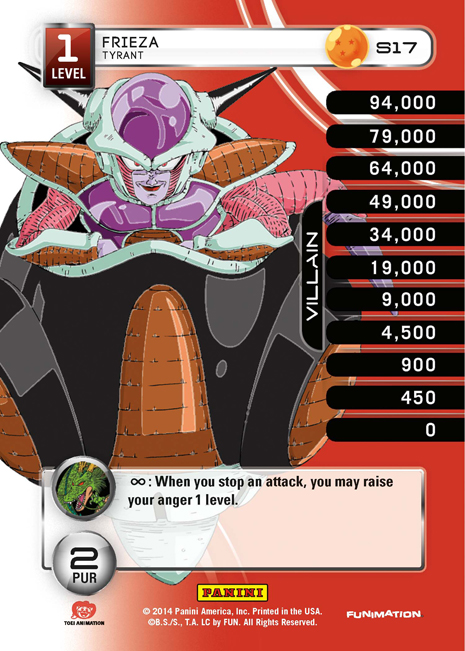 1
LEVEL
FRIEZA
TYRANT
S17
94,000
79,000
64,000
49,000
34,000
19,000
9,000
4,500
900
450
0
VILLAIN
∞: When you stop an attack, you may raise
your anger 1 level.
2
PUR
PANINI
TOEI ANIMATION
© 2014 Panini America, Inc. Printed in the USA.
©B.S./S., T.A. LC by FUN. All Rights Reserved.
FUNIMATION